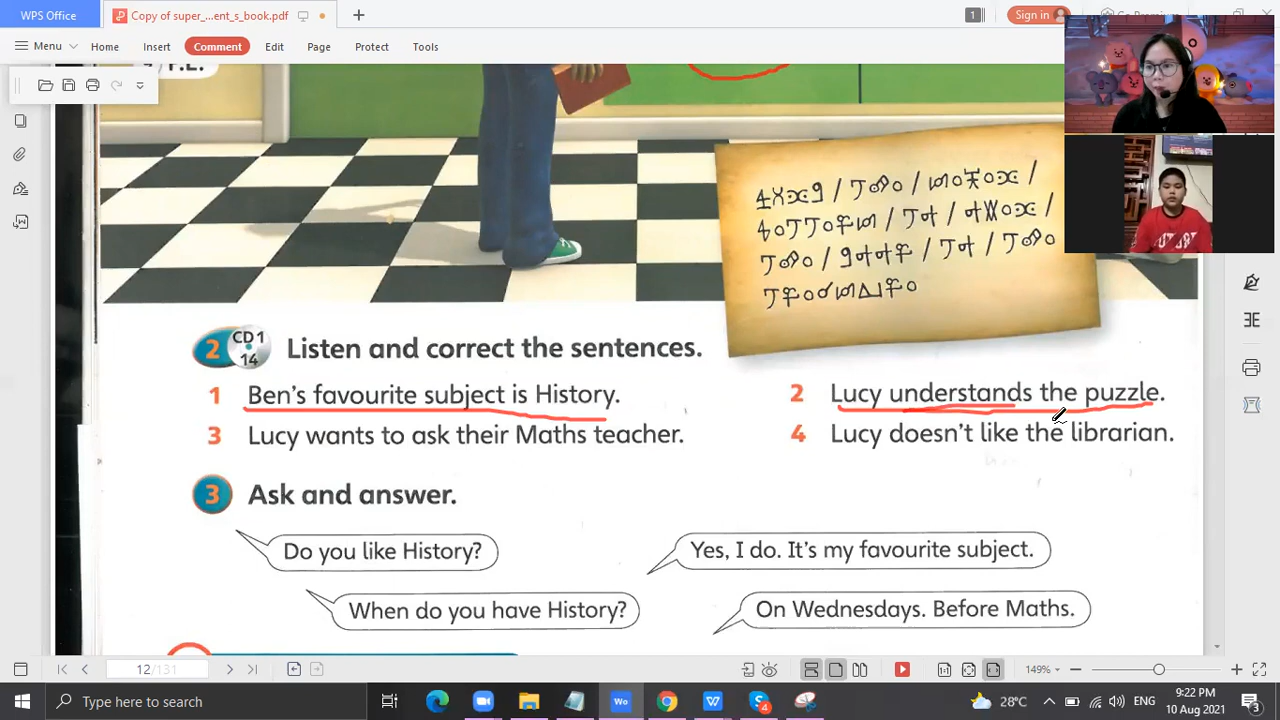 WPS Office
Copy of super_...ent_s_book.pdf
1
Sign in
Go Premium
Menu
Home
Insert
Comment
Edit
Page
Protect
Tools
2
CD1
14
Listen and correct the sentences.
1 Ben's favourite subject is History.
2 Lucy understands the puzzle.
3 Lucy wants to ask their Maths teacher.
4 Lucy doesn't like the librarian.
3 Ask and answer.
Do you like History?
Yes, I do. It's my favourite subject.
When do you have History?
On Wednesdays. Before Maths.
12/131
149%
Type here to search
28°C
ENG
9:22 PM
10 Aug 2021